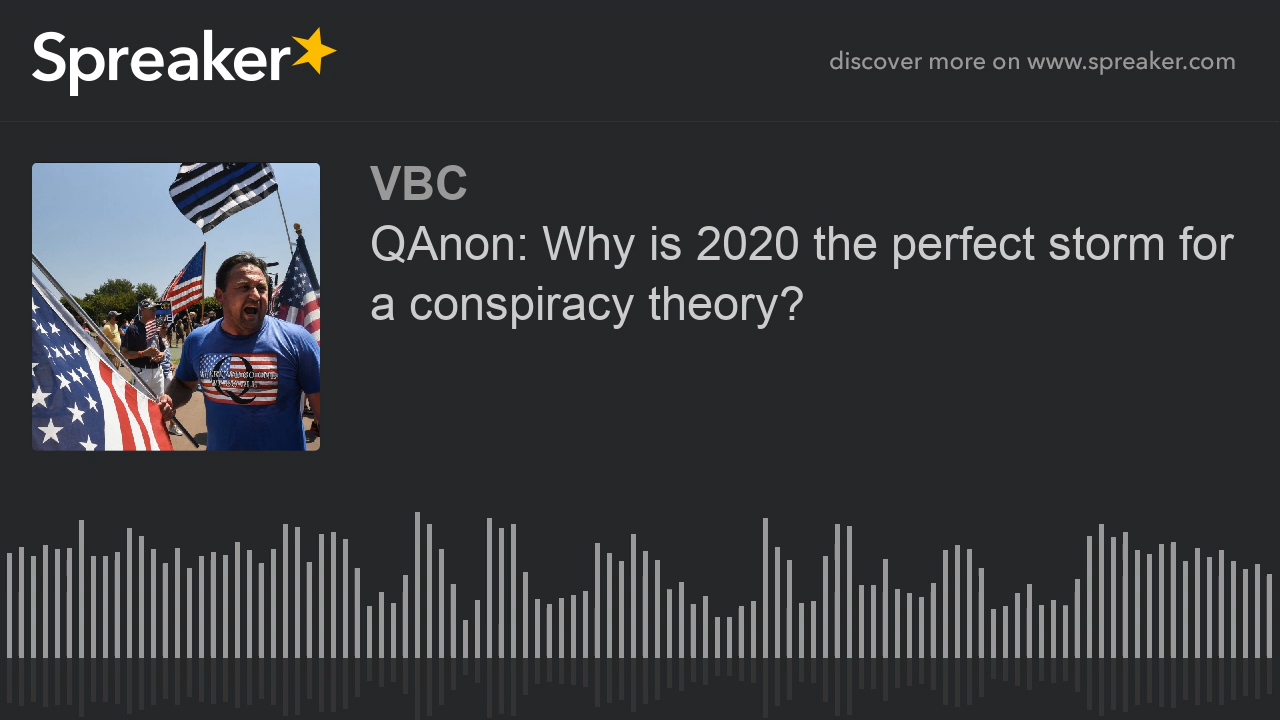 Spreaker
discover more on www.spreaker.com
VBC
QAnon: Why is 2020 the perfect storm for
a conspiracy theory?
Q